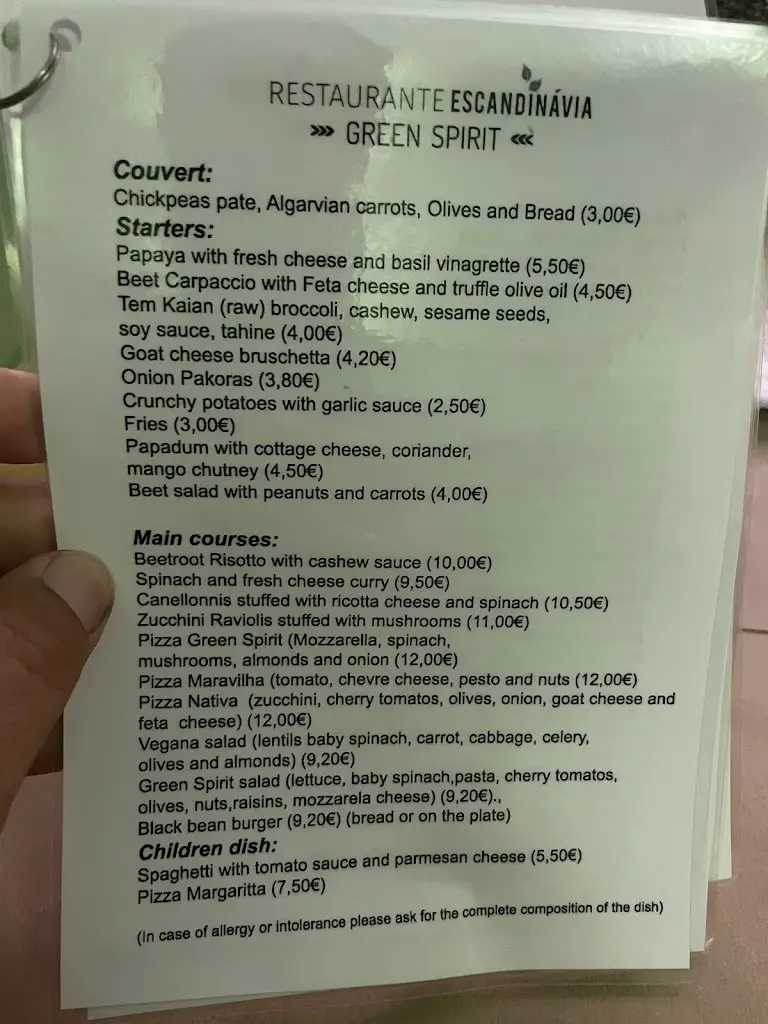 RESTAURANTE ESCANDINÁVIA
››› GREEN SPIRIT ‹‹‹
Couvert:
Chickpeas pate, Algarvian carrots, Olives and Bread (3,00€)
Starters:
Papaya with fresh cheese and basil vinagrette (5,50€)
Beet Carpaccio with Feta cheese and truffle olive oil (4,50€)
Tem Kaian (raw) broccoli, cashew, sesame seeds,
soy sauce, tahine (4,00€)
Goat cheese bruschetta (4,20€)
Onion Pakoras (3,80€)
Crunchy potatoes with garlic sauce (2,50€)
Fries (3,00€)
Papadum with cottage cheese, coriander,
mango chutney (4,50€)
Beet salad with peanuts and carrots (4,00€)
Main courses:
Beetroot Risotto with cashew sauce (10,00€)
Spinach and fresh cheese curry (9,50€)
Canellonnis stuffed with ricotta cheese and spinach (10,50€)
Zucchini Raviolis stuffed with mushrooms (11,00€)
Pizza Green Spirit (Mozzarella, spinach,
mushrooms, almonds and onion (12,00€)
Pizza Maravilha (tomato, chevre cheese, pesto and nuts (12,00€)
Pizza Nativa (zucchini, cherry tomatos, olives, onion, goat cheese and
feta cheese) (12,00€)
Vegana salad (lentils baby spinach, carrot, cabbage, celery,
olives and almonds) (9,20€)
Green Spirit salad (lettuce, baby spinach,pasta, cherry tomatos,
olives, nuts,raisins, mozzarela cheese) (9,20€).,
Black bean burger (9,20€) (bread or on the plate)
Children dish:
Spaghetti with tomato sauce and parmesan cheese (5,50€)
Pizza Margaritta (7,50€)
(In case of allergy or intolerance please ask for the complete composition of the dish)